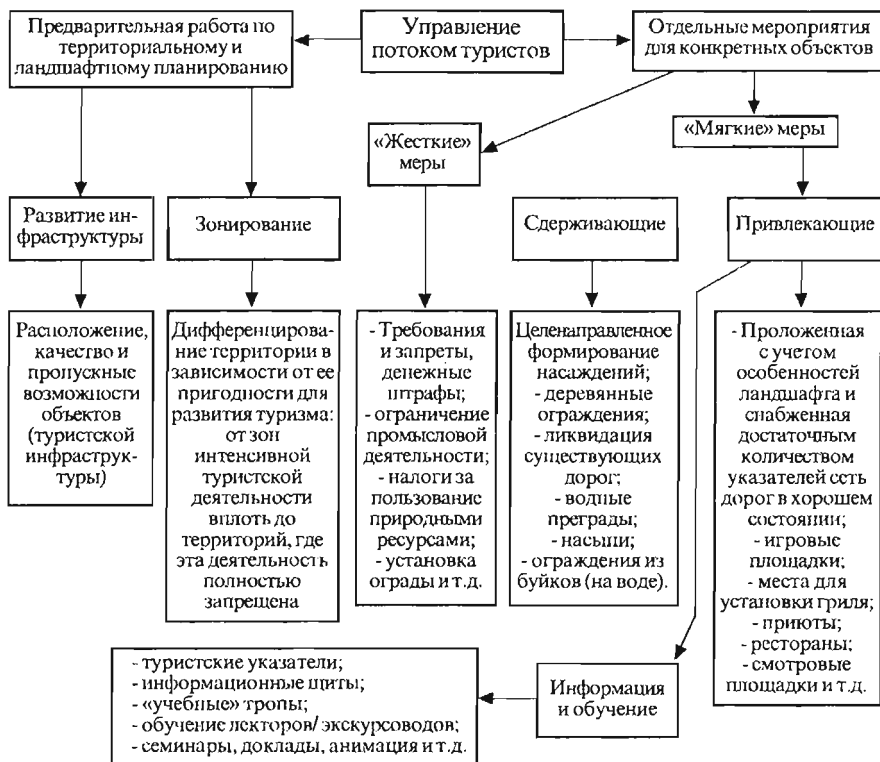 Предварительная работа по
территориальному и
ландшафтному планированию
Управление
потоком туристов
Отдельные мероприятия
для конкретных объектов
«Жесткие»
меры
«Мягкие» меры
Развитие ин-
фраструктуры
Зонирование
Сдерживающие
Привлекающие
Расположение,
качество и
пропускные
возможности
объектов
(туристской
инфраструк-
туры)
Дифференцирова-
ние территории в
зависимости от ее
пригодности для
развития туризма:
от зон
интенсивной
туристской
деятельности
вплоть до
территорий, где
эта деятельность
полностью
запрещена
- Требования
и запреты,
денежные
штрафы;
- ограничение
промысловой
деятельности;
- налоги за
пользование
природными
ресурсами;
- установка
ограды и т.д.
Целенаправленное
формирование
насаждений;
- деревянные
ограждения;
- ликвидация
существующих
дорог;
- водные
преграды;
- насыпи;
- ограждения из
буйков (на воде).
- Проложенная
с учетом
особенностей
ландшафта и
снабженная
достаточным
количеством
указателей сеть
дорог в хорошем
состоянии;
- игровые
площадки;
- места для
установки гриля;
- приюты;
- рестораны;
- смотровые
площадки и т.д.
- туристские указатели;
- информационные щиты;
- «учебные» тропы;
- обучение лекторов/ экскурсоводов;
- семинары, доклады, анимация и т.д.
Информация
и обучение